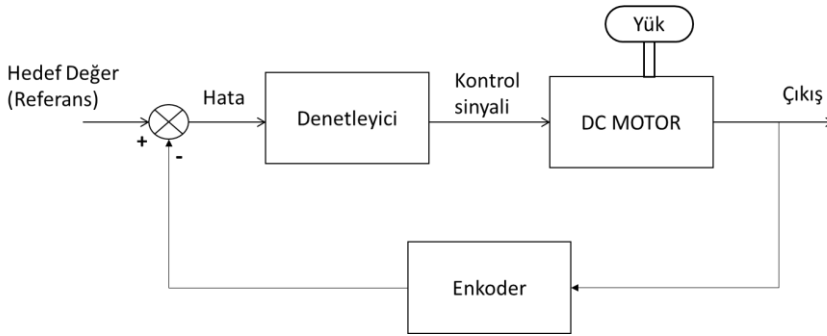 Yük
Hedef Değer
(Referans)
Hata
Denetleyici
Kontrol
sinyali
DC MOTOR
Çıkış
+
-
Enkoder